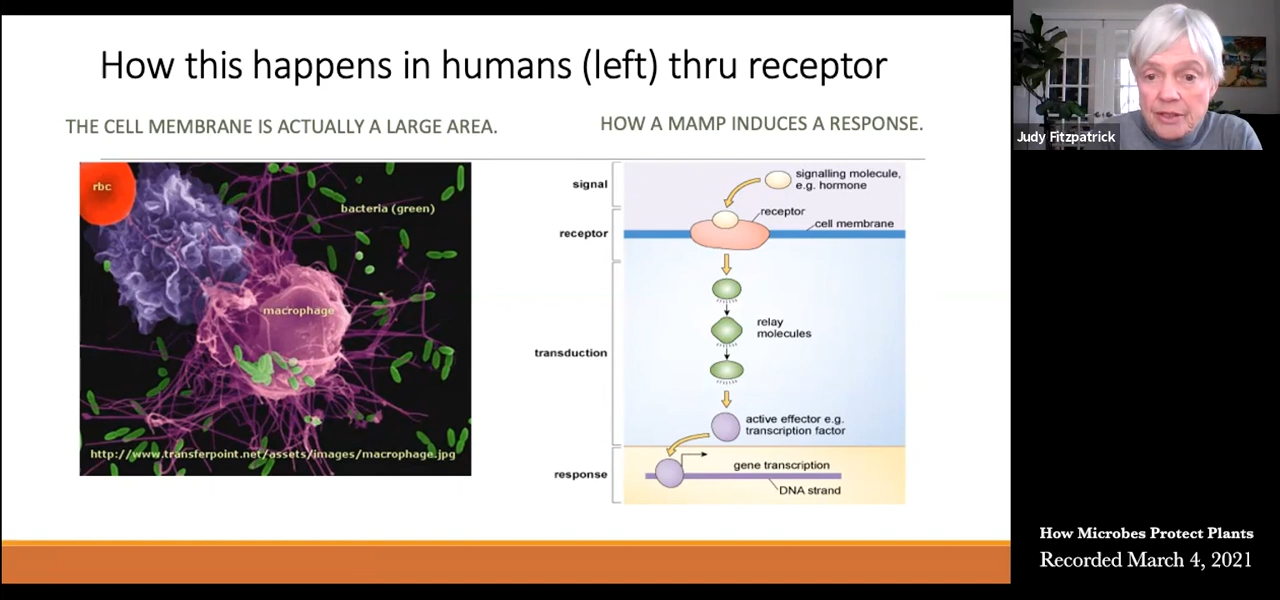 How this happens in humans (left) thru receptor
THE CELL MEMBRANE IS ACTUALLY A LARGE AREA.
HOW A MAMP INDUCES A RESPONSE.
rbc
bacteria (green)
macrophage
http://www.transferpoint.net/assets/images/macrophage.jpg
signal
signalling molecule,
e.g. hormone
receptor
receptor
cell membrane
transduction
relay
molecules
active effector e.g.
transcription factor
response
gene transcription
DNA strand
Judy Fitzpatrick
How Microbes Protect Plants
Recorded March 4, 2021